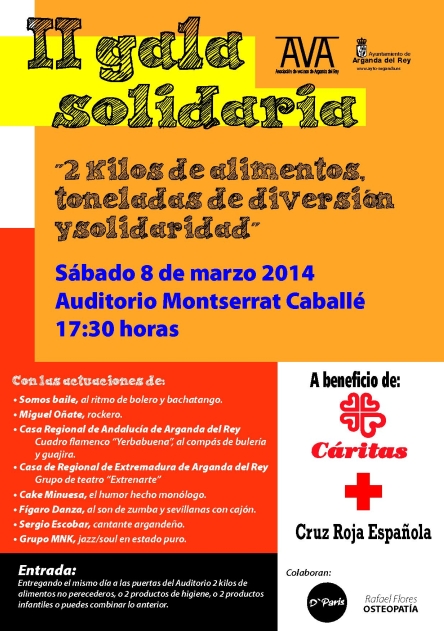 II gala
solidaria
AVA
Asociación de vecinos de Arganda del Rey
Ayuntamiento de
Arganda del Rey
"2 Kilos de alimentos,
toneladas de diversión
y solidaridad"
Sábado 8 de marzo 2014
Auditorio Montserrat Caballé
17:30 horas
Con las actuaciones de:
• Somos baile, al ritmo de bolero y bachatango.
• Miguel Oñate, rockero.
• Casa Regional de Andalucía de Arganda del Rey
Cuadro flamenco "Yerbabuena", al compás de bulería
y guajira.
• Casa de Regional de Extremadura de Arganda del Rey
Grupo de teatro "Extrenarte"
• Cake Minuesa, el humor hecho monólogo.
• Fígaro Danza, al son de zumba y sevillanas con cajón.
• Sergio Escobar, cantante argandeño.
• Grupo MNK, jazz/soul en estado puro.
A beneficio de:
Cáritas
Cruz Roja Española
Entrada:
Entregando el mismo día a las puertas del Auditorio 2 kilos de
alimentos no perecederos, o 2 productos de higiene, o 2 productos
infantiles o puedes combinar lo anterior.
Colaboran:
D' París
Rafael Flores
OSTEOPATÍA